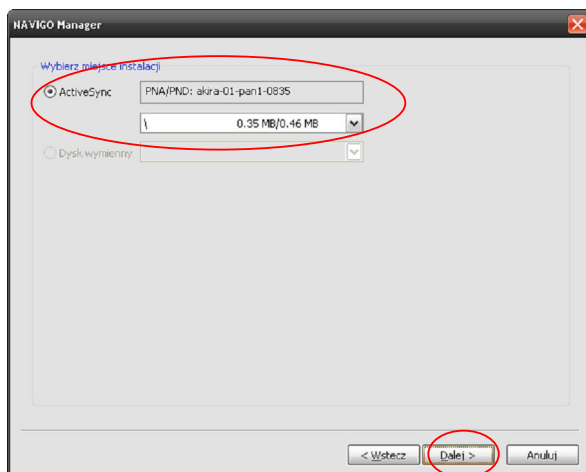 NAVIGO Manager
Wybierz miejsce instalacji
ActiveSync
PNA/PND: akira-01-pan1-0835
\ 0.35 MB/0.46 MB
Dysk wymienny
< Wstecz
Dalej >
Anuluj